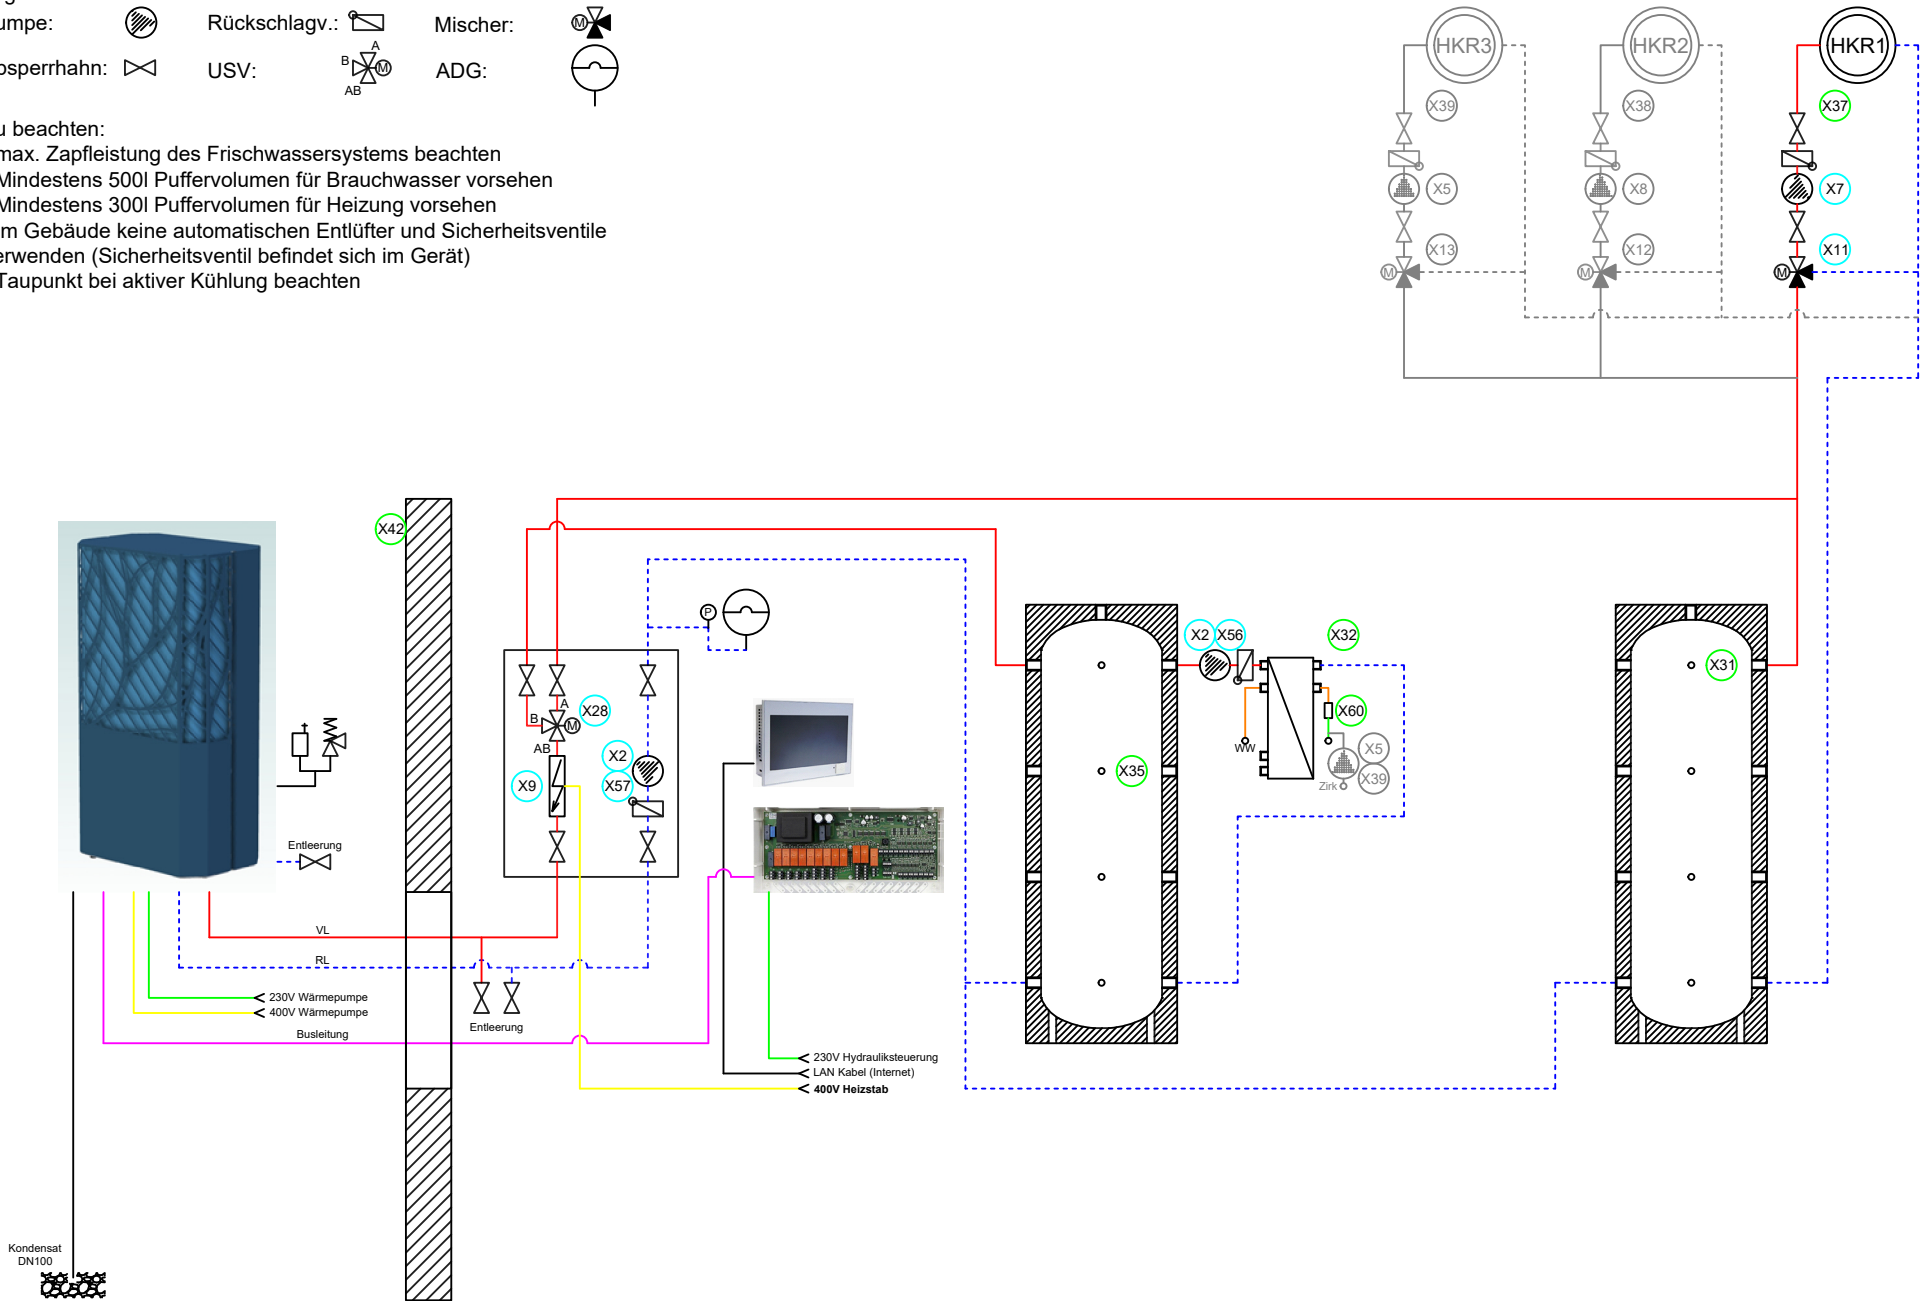 umpe:
Rückschlagv.:
Mischer:
M
osperrhahn:
USV:
A
B
M
AB
ADG:
u beachten:
max. Zapfleistung des Frischwassersystems beachten
Mindestens 500l Puffervolumen für Brauchwasser vorsehen
Mindestens 300l Puffervolumen für Heizung vorsehen
m Gebäude keine automatischen Entlüfter und Sicherheitsventile
erwenden (Sicherheitsventil befindet sich im Gerät)
Taupunkt bei aktiver Kühlung beachten
HKR3
HKR2
HKR1
X39
X38
X37
X5
X8
X7
X13
X12
X11
M
M
M
X42
P
A
B
M
X28
AB
X2
X9
X57
X2
X56
X32
X31
X60
WW
X35
X5
X39
Zirk
Entleerung
VL
RL
230V Wärmepumpe
400V Wärmepumpe
Busleitung
Entleerung
230V Hydrauliksteuerung
LAN Kabel (Internet)
400V Heizstab
Kondensat
DN100